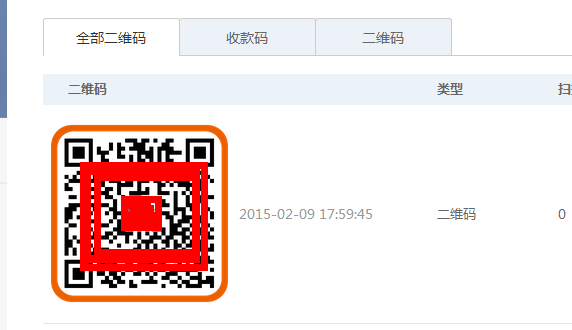 全部二维码 收款码 二维码
二维码 类型
2015-02-09 17:59:45 二维码 0